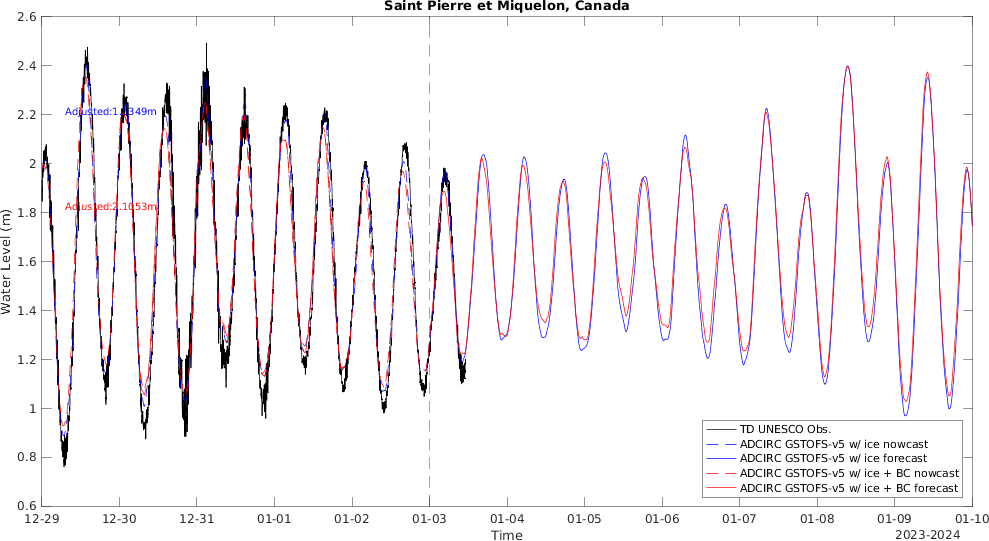 Saint Pierre et Miquelon, Canada
2.6
2.4
2.2
2
1.8
1.6
1.4
1.2
1
0.8
0.6
Water Level (m)
Adjusted:2.1053m
TD UNESCO Obs.
ADCIRC GSTOFS-v5 w/ ice nowcast
ADCIRC GSTOFS-v5 w/ ice forecast
ADCIRC GSTOFS-v5 w/ ice + BC nowcast
ADCIRC GSTOFS-v5 w/ ice + BC forecast
12-29 12-30 12-31 01-01 01-02 01-03 01-04 01-05 01-06 01-07 01-08 01-09 01-10
Time
2023-2024